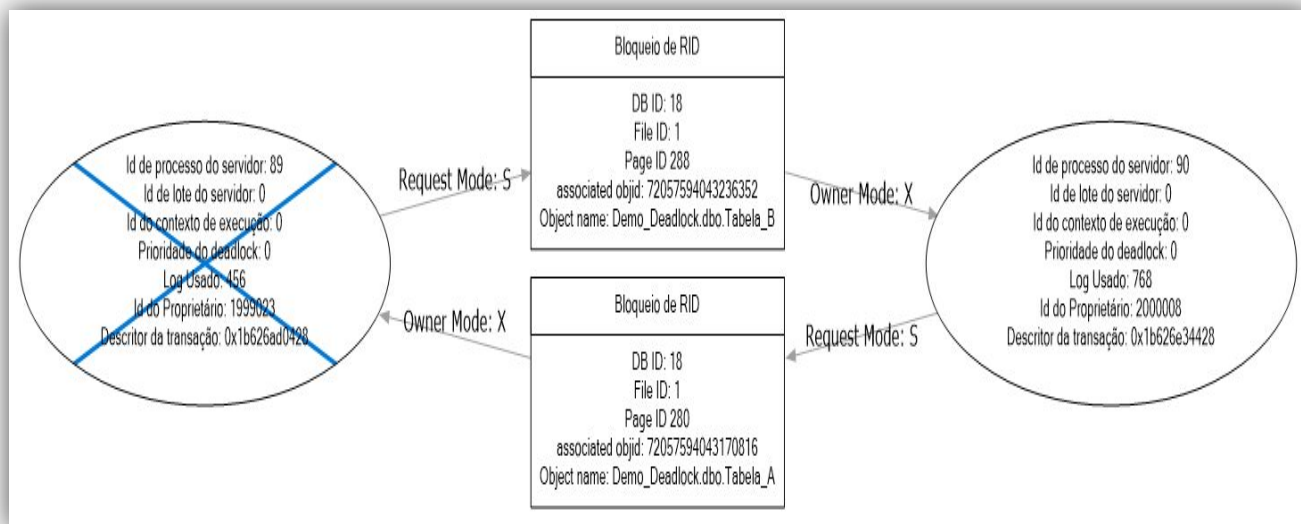 Id de processo do servidor: 89
Id de lote do servidor: 0
Id do contexto de execução: 0
Prioridade do deadlock: 0
Log Usado: 456
Id do Proprietário: 1999023
Descritor da transação: 0x1b626ad0428
Request Mode: S
Owner Mode: X
Bloqueio de RID
DB ID: 18
File ID: 1
Page ID 288
associated objid: 72057594043236352
Object name: Demo_Deadlock.dbo.Tabela_B
Bloqueio de RID
DB ID: 18
File ID: 1
Page ID 280
associated objid: 72057594043170816
Object name: Demo_Deadlock.dbo.Tabela_A
Owner Mode: X
Request Mode: S
Id de processo do servidor: 90
Id de lote do servidor: 0
Id do contexto de execução: 0
Prioridade do deadlock: 0
Log Usado: 768
Id do Proprietário: 2000008
Descritor da transação: 0x1b626e34428